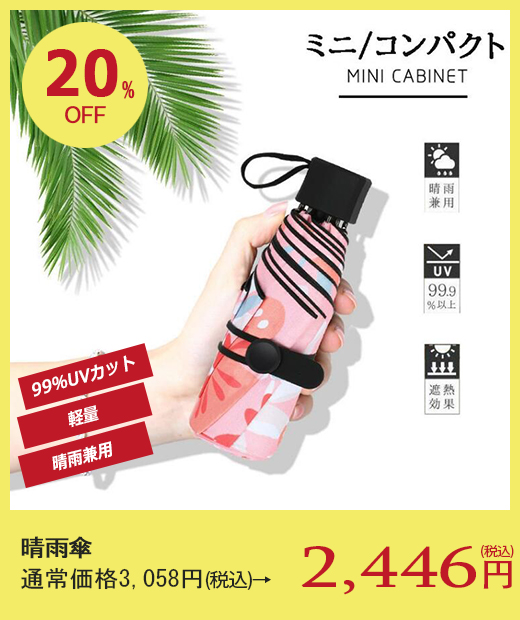 20%
OFF
ミニ/コンパクト
MINI CABINET
晴雨
兼用
UV
99.9
%以上
遮熱
効果
99%UVカット
軽量
晴雨兼用
晴雨傘
通常価格3,058円(税込)→
2,446円(税込)